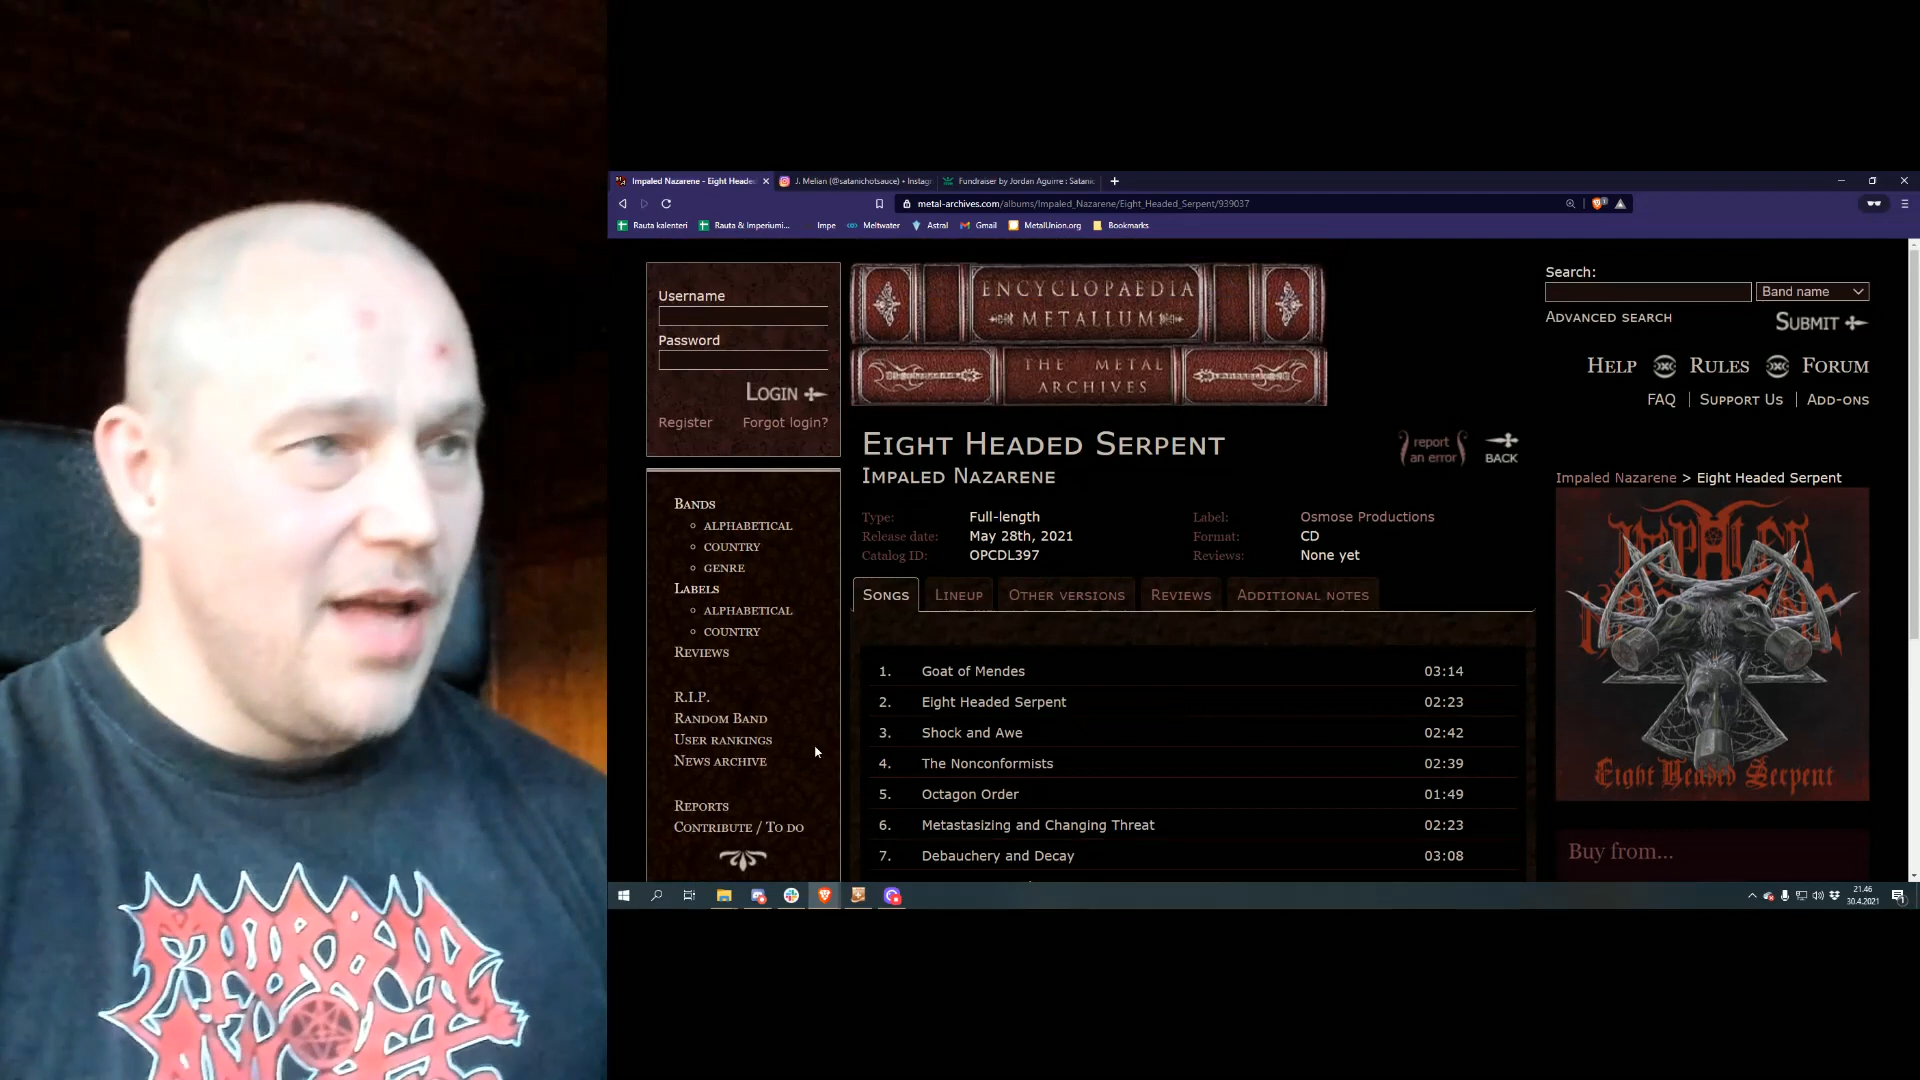 Impaled Nazarene - Eight Heade
J. Melian (@satanichotsauce) • Instag
Fundraiser by Jordan Aguirre : Satanic
metal-archives.com/albums/Impaled_Nazarene/Eight_Headed_Serpent/939037
Rauta kalenteri
Rauta & Imperiumi...
Impe
Meltwater
Astral
Gmail
MetalUnion.org
Bookmarks
Username
Password
LOGIN
Register Forgot login?
ENCYCLOPAEDIA
METALLUM
THE METAL
ARCHIVES
Search:
Band name
ADVANCED SEARCH
SUBMIT
HELP RULES FORUM
FAQ | SUPPORT US | ADD-ONS
EIGHT HEADED SERPENT
IMPALED NAZARENE
report
an error
BACK
Type: Full-length
Release date: May 28th, 2021
Catalog ID: OPCDL397
Label: Osmose Productions
Format: CD
Reviews: None yet
SONGS LINEUP OTHER VERSIONS REVIEWS ADDITIONAL NOTES
1. Goat of Mendes 03:14
2. Eight Headed Serpent 02:23
3. Shock and Awe 02:42
4. The Nonconformists 02:39
5. Octagon Order 01:49
6. Metastasizing and Changing Threat 02:23
7. Debauchery and Decay 03:08
BANDS
ALPHABETICAL
COUNTRY
GENRE
LABELS
ALPHABETICAL
COUNTRY
REVIEWS
R.I.P.
RANDOM BAND
USER RANKINGS
NEWS ARCHIVE
REPORTS
CONTRIBUTE / TO DO
Impaled Nazarene > Eight Headed Serpent
IMPALED
NAZARENE
Eight Headed Serpent
Buy from...
21.46
30.4.2021
MORBID